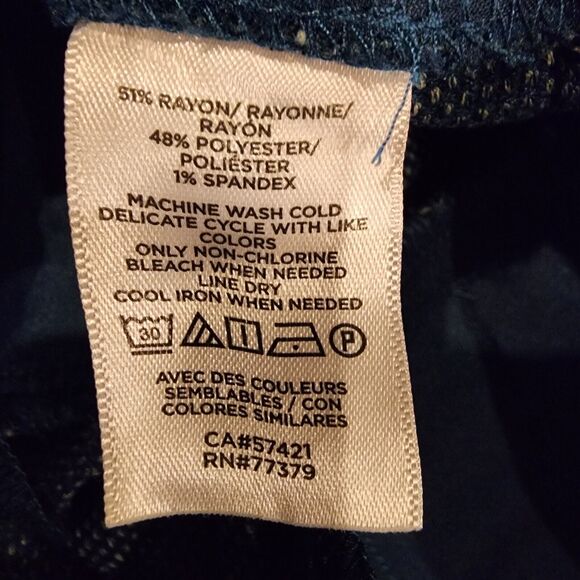 51% RAYON/ RAYONNE/
RAYÓN
48% POLYESTER/
POLIÉSTER
1% SPANDEX
MACHINE WASH COLD
DELICATE CYCLE WITH LIKE
COLORS
ONLY NON-CHLORINE
BLEACH WHEN NEEDED
LINE DRY
COOL IRON WHEN NEEDED
30 P
AVEC DES COULEURS
SEMBLABLES / CON
COLORES SIMILARES
CA#57421
RN#77379